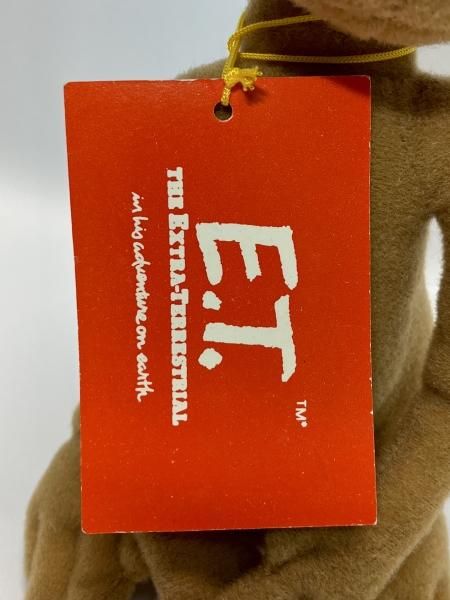 E.T.
TM®
THE EXTRA-TERRESTRIAL
in his adventure on earth